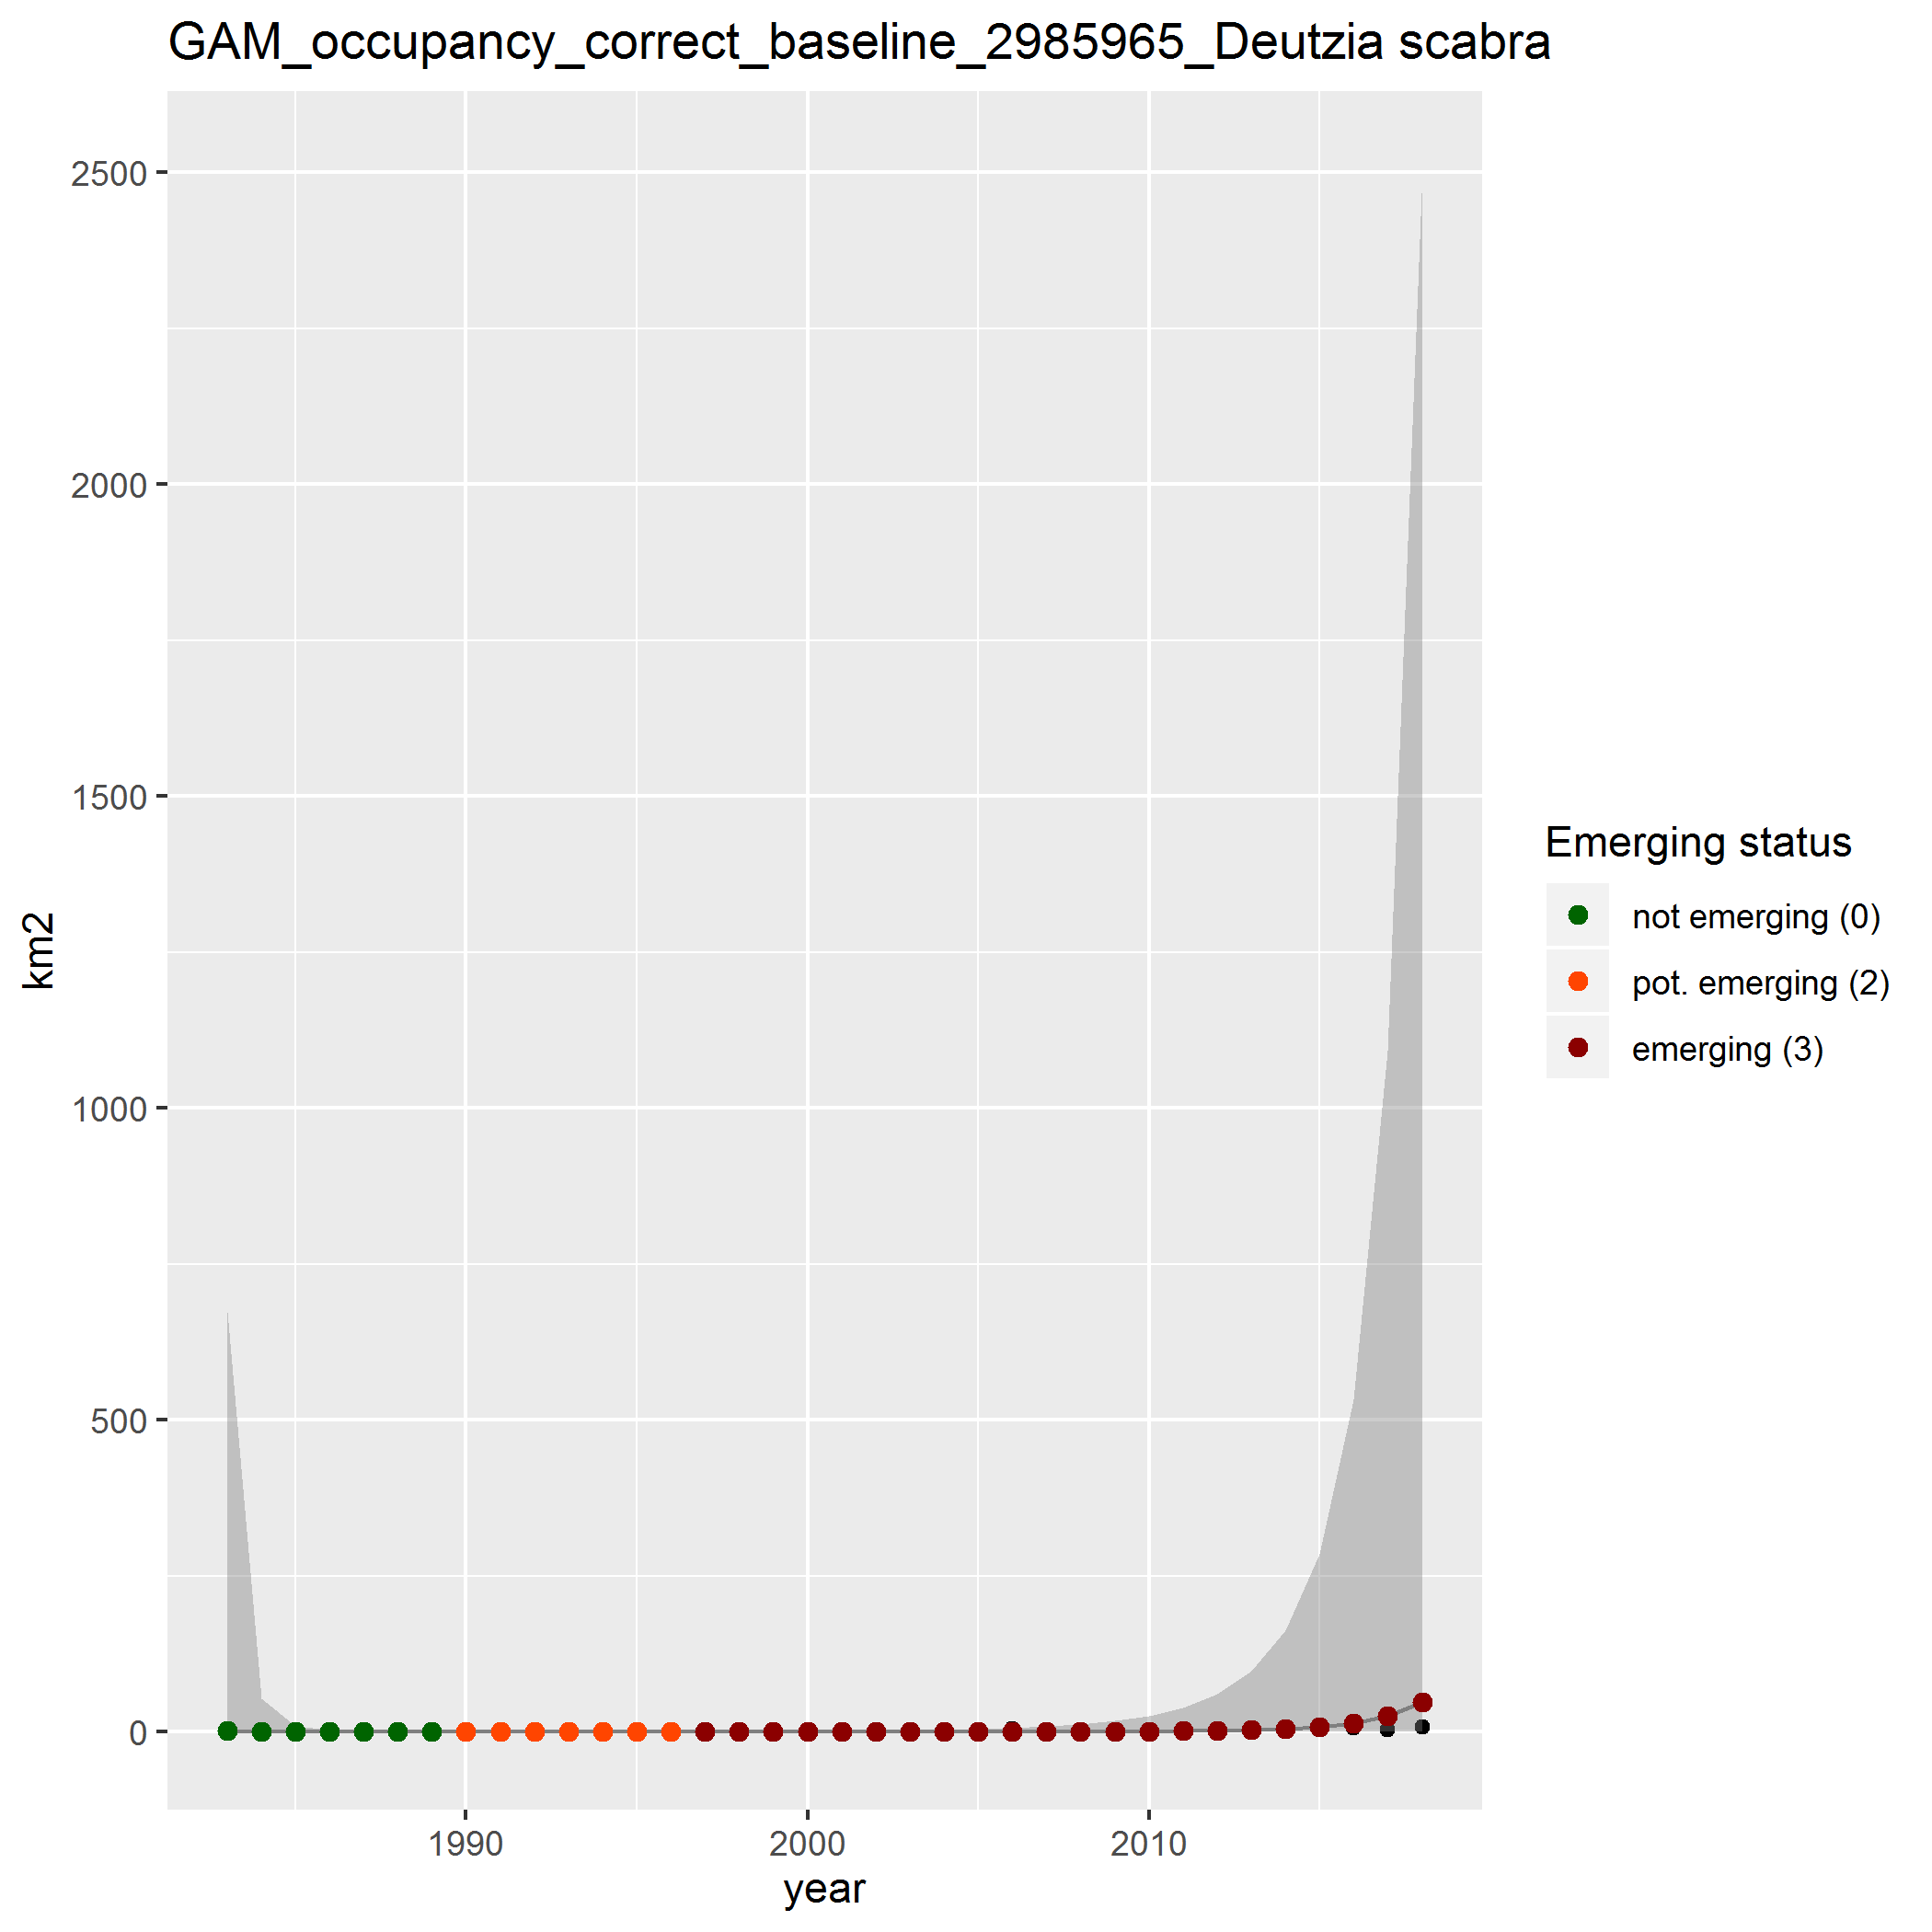 GAM_occupancy_correct_baseline_2985965_Deutzia scabra
2500
2000
1500
1000
500
0
km2
1990 2000 2010
year
Emerging status
not emerging (0)
pot. emerging (2)
emerging (3)